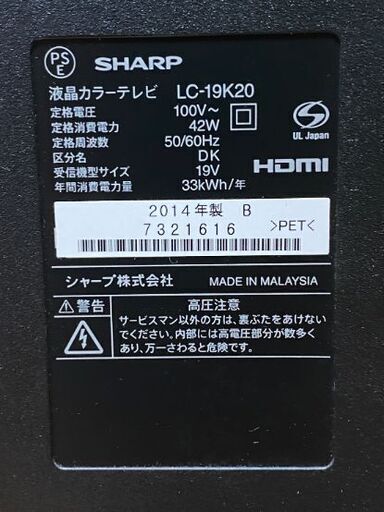 PS
E
SHARP
液晶カラーテレビ LC-19K20
定格電圧 100V~
定格消費電力 42W
定格周波数 50/60Hz
区分名 DK
受信機型サイズ 19V
年間消費電力量 33kWh/年
UL Japan
HDMI
2014年製 B
7321616
>PET<
シャープ株式会社 MADE IN MALAYSIA
警告
高圧注意
サービスマン以外の方は、裏ぶたをあけない
でください。内部には高電圧部分が数多く
あり、万一さわると危険です。